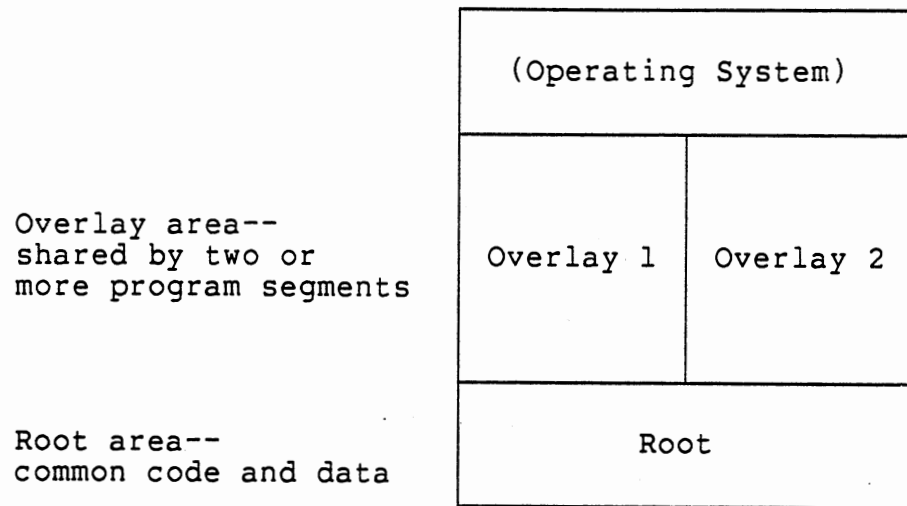 (Operating System)
Overlay area--
shared by two or
more program segments
Overlay 1
Overlay 2
Root area--
common code and data
Root